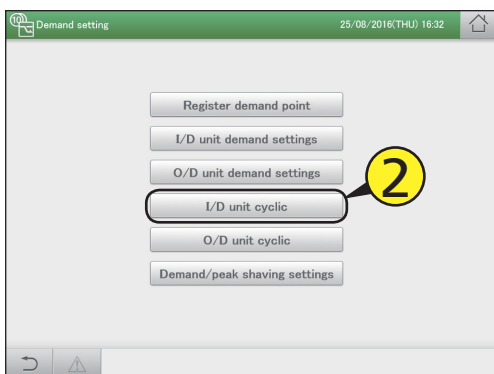 10 Demand setting 25/08/2016(THU) 16:32
Register demand point
I/D unit demand settings
O/D unit demand settings
I/D unit cyclic
2
O/D unit cyclic
Demand/peak shaving settings